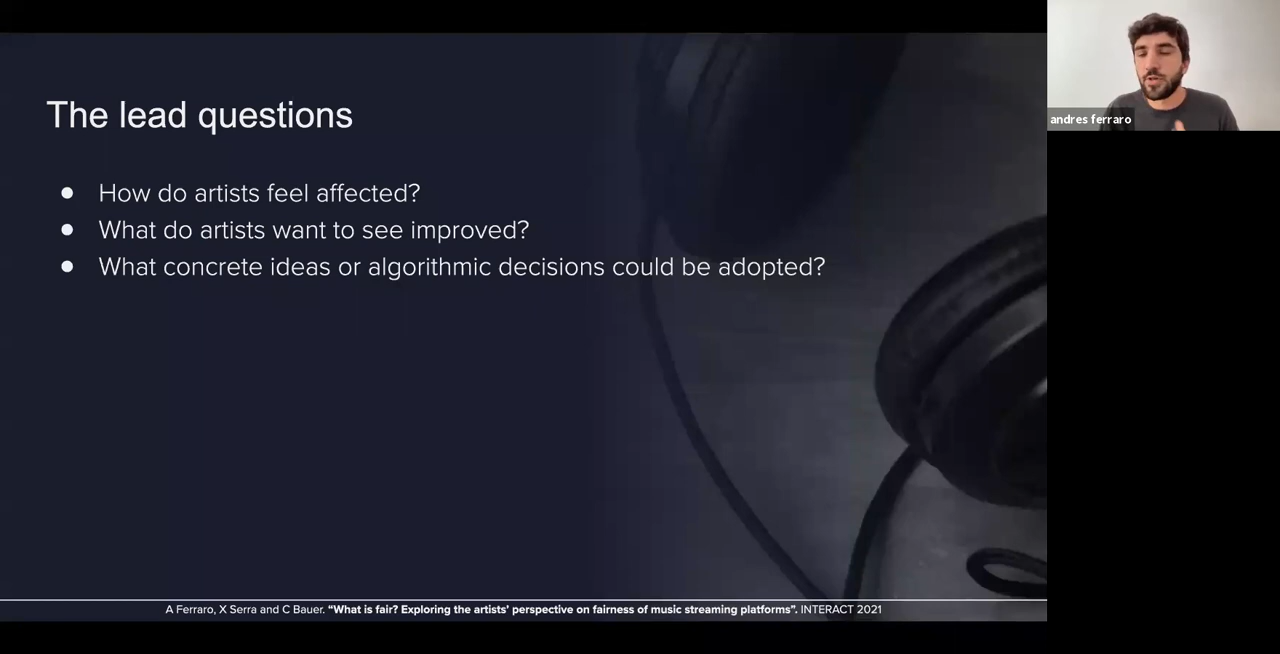 The lead questions
● How do artists feel affected?
● What do artists want to see improved?
● What concrete ideas or algorithmic decisions could be adopted?
A Ferraro, X Serra and C Bauer. “What is fair? Exploring the artists’ perspective on fairness of music streaming platforms”. INTERACT 2021
andres ferraro